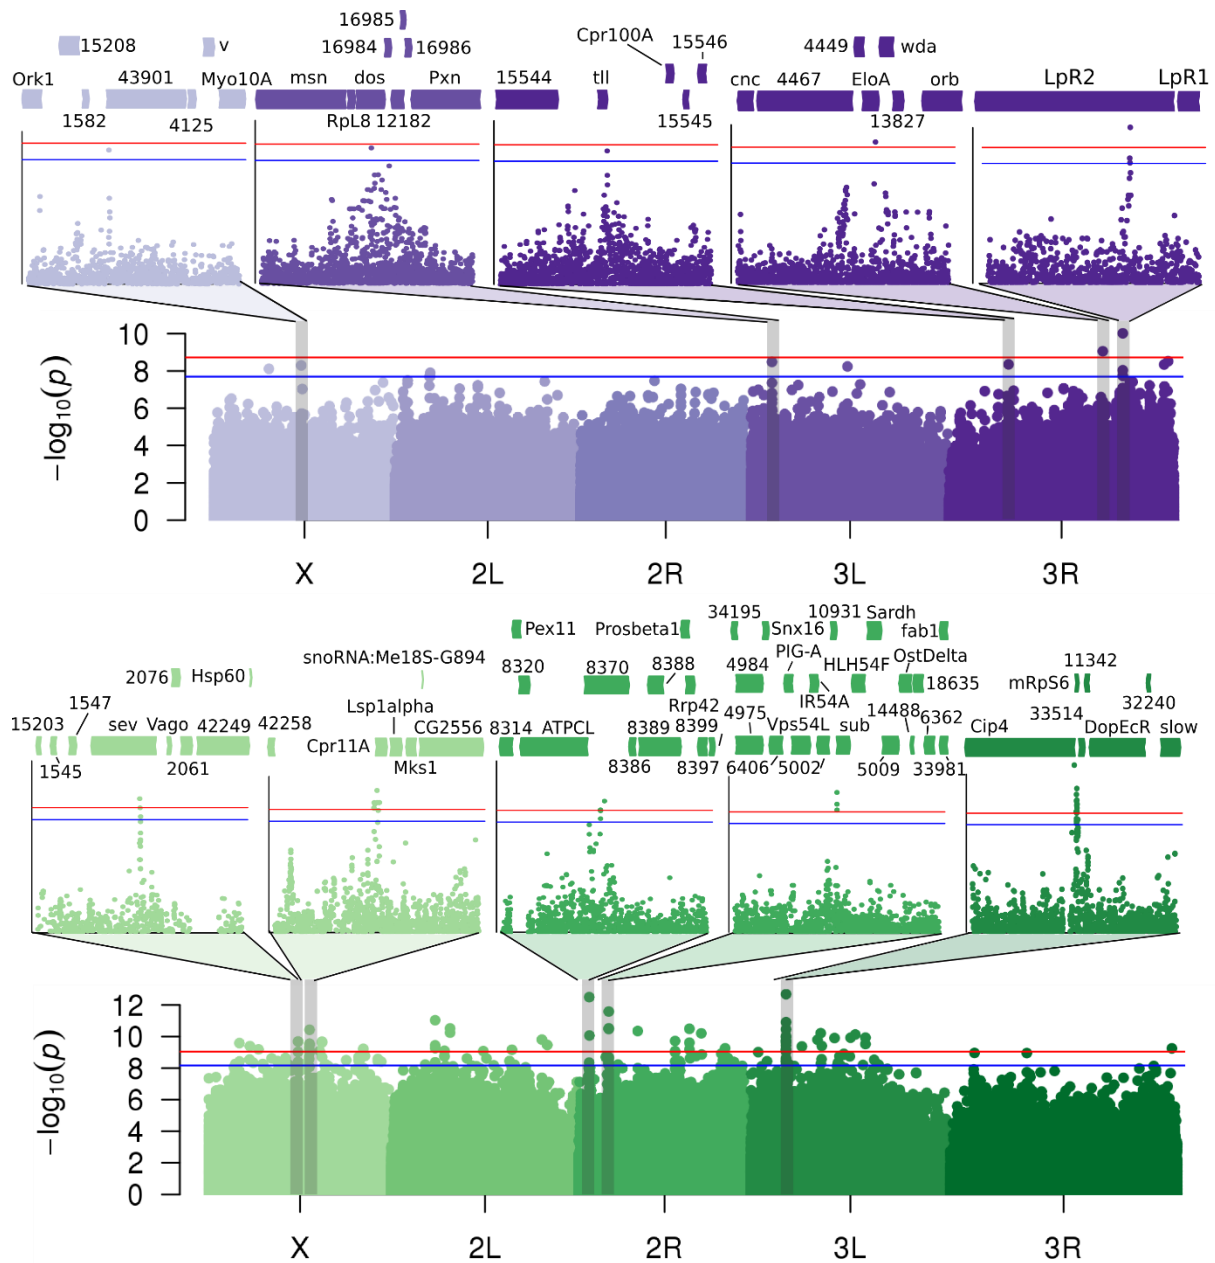 16985
15208 v 16984 16986 Cpr100A 15546 4449 wda
Ork1 43901 Myo10A msn dos Pxn 15544 tll cnc 4467 EloA orb LpR2 LpR1
1582 4125 RpL8 12182 15545 13827
10
8
6
4
2
0
−log10(p)
X 2L 2R 3L 3R
34195 10931 Sardh
Pex11 Prosbeta1 Snx16 fab1
snoRNA:Me18S-G894 PIG-A OstDelta
2076 Hsp60 8320 8370 8388 4984 HLH54F 18635 mRpS6 11342
1547 Lsp1alpha Rrp42 IR54A 32240
15203 sev Vago 42249 42258 Cpr11A CG2556 8314 ATPCL 8389 8399 4975 Vps54L sub 14488 6362 Cip4 33514 DopEcR slow
1545 2061 Mks1 8386 8397 6406 5002 5009 33981
12
10
8
6
4
2
0
−log10(p)
X 2L 2R 3L 3R